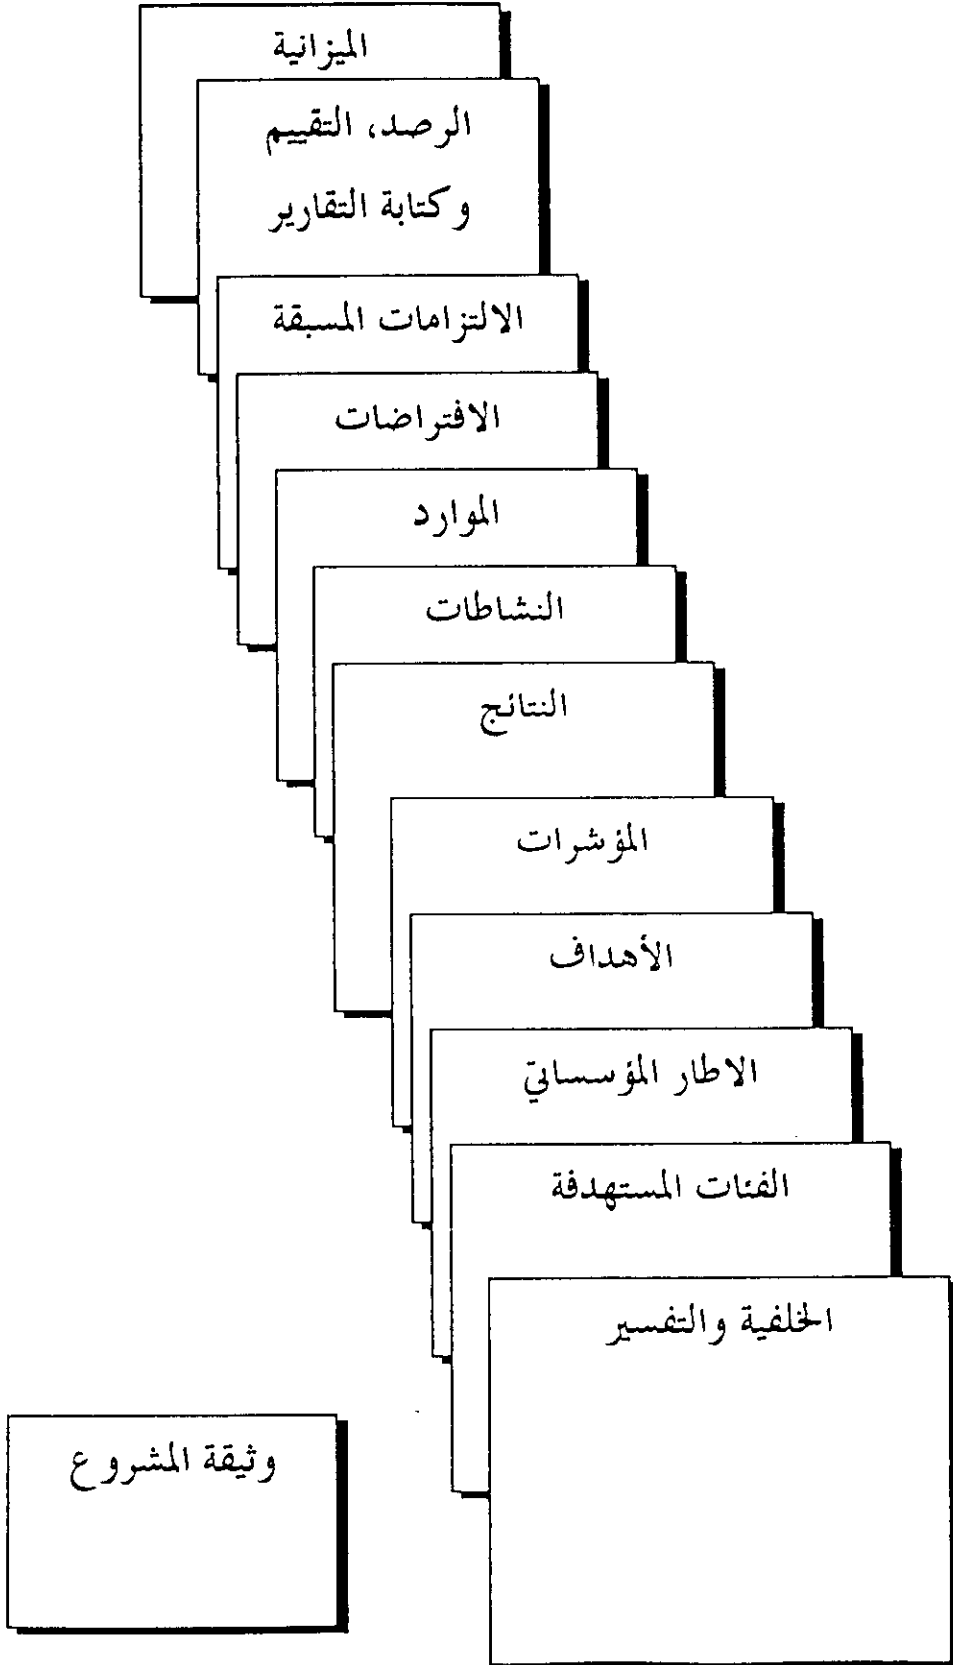 الميزانية
الرصد، التقييم
وكتابة التقارير
الالتزامات المسبقة
الافتراضات
الموارد
النشاطات
النتائج
المؤشرات
الأهداف
الاطار المؤسساتيّ
الفئات المستهدفة
الخلفية والتفسير
وثيقة المشروع